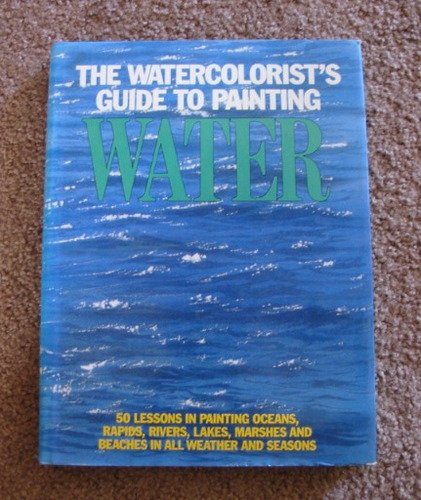 THE WATERCOLORIST'S
GUIDE TO PAINTING
WATER
50 LESSONS IN PAINTING OCEANS,
RAPIDS, RIVERS, LAKES, MARSHES AND
BEACHES IN ALL WEATHER AND SEASONS